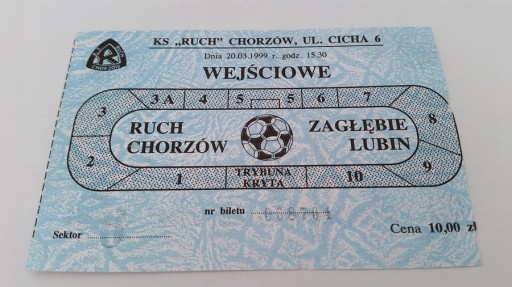 KS „RUCH” CHORZÓW, UL. CICHA 6
Dnia 20.03.1999 r. godz. 15.30
WEJŚCIOWE
3 3A 4 5 5 6 7 8
RUCH CHORZÓW
ZAGŁĘBIE LUBIN
2 1 TRYBUNA KRYTA 10 9
nr biletu
Sektor
Cena 10,00 zł